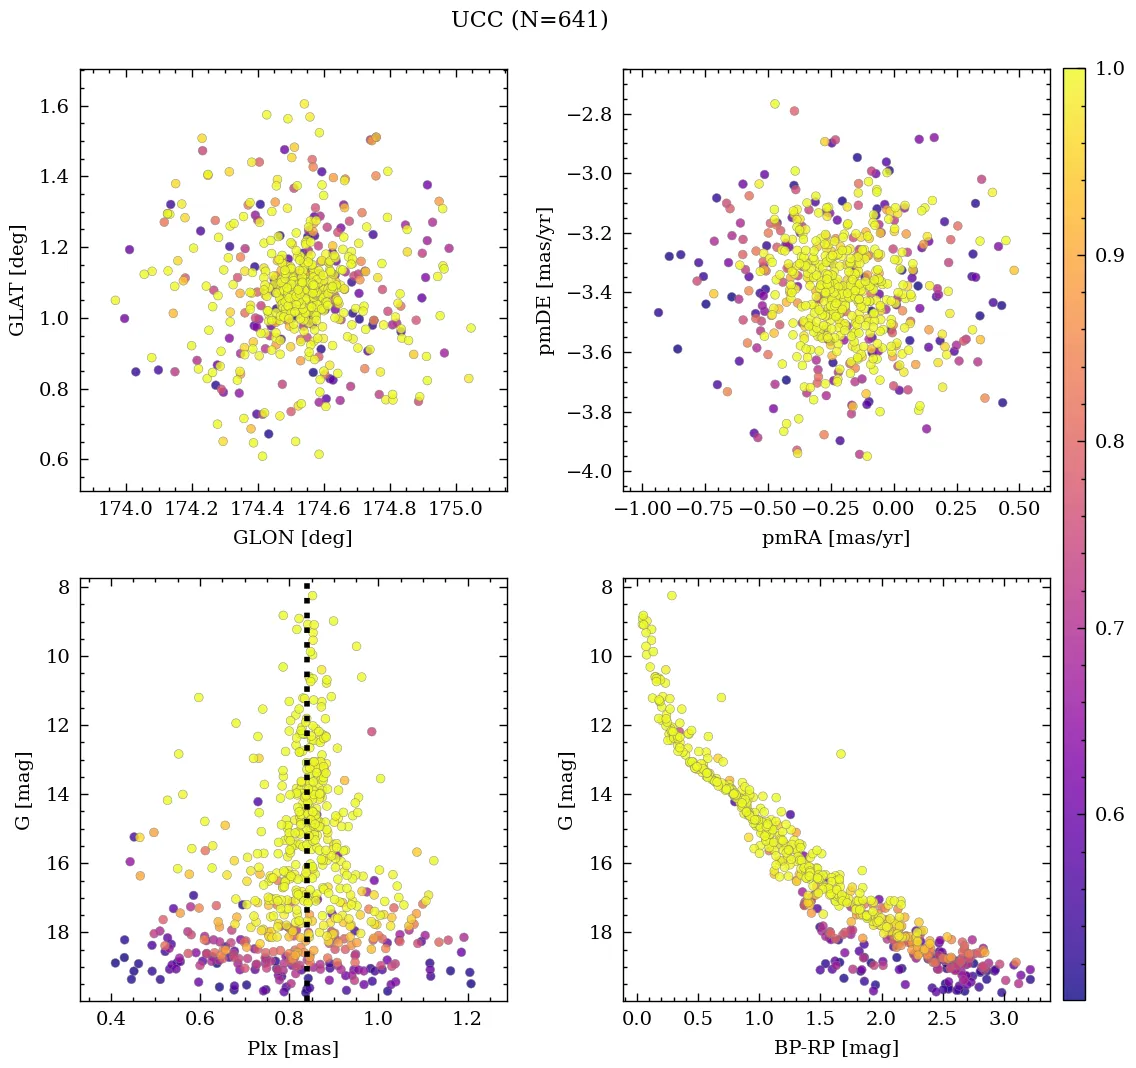 UCC (N=641)
1.6
1.4
1.2
1.0
0.8
0.6
GLAT [deg]
174.0 174.2 174.4 174.6 174.8 175.0
GLON [deg]
−2.8
−3.0
−3.2
−3.4
−3.6
−3.8
−4.0
pmDE [mas/yr]
−1.00 −0.75 −0.50 −0.25 0.00 0.25 0.50
pmRA [mas/yr]
1.0
0.9
0.8
0.7
0.6
8
10
12
14
16
18
G [mag]
0.4 0.6 0.8 1.0 1.2
Plx [mas]
8
10
12
14
16
18
G [mag]
0.0 0.5 1.0 1.5 2.0 2.5 3.0
BP-RP [mag]